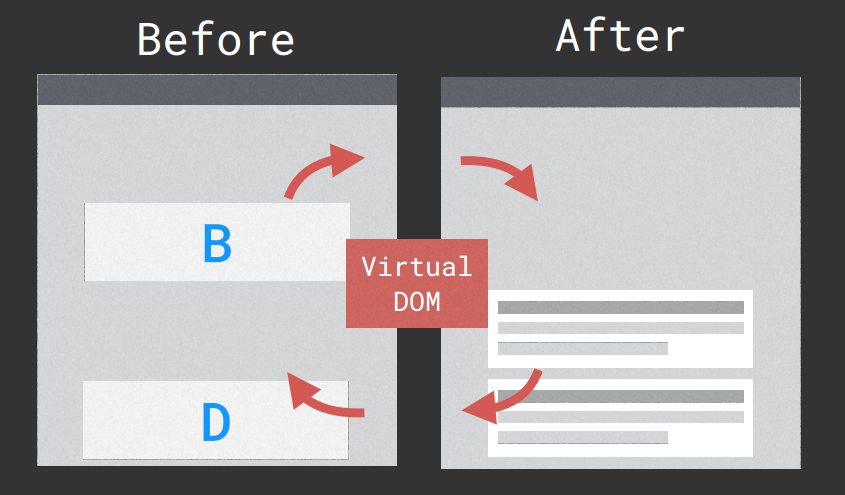 Before
After
B
Virtual
DOM
D